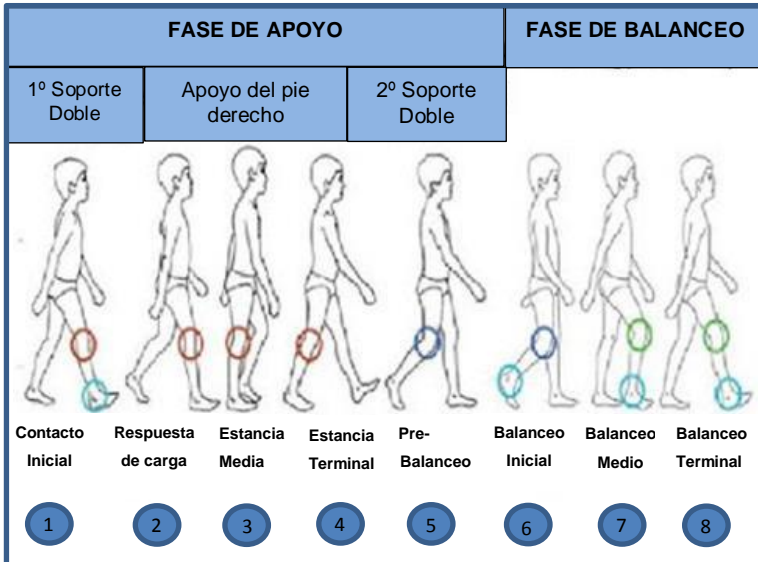 FASE DE APOYO
FASE DE BALANCEO
1º Soporte
Doble
Apoyo del pie
derecho
2º Soporte
Doble
Contacto
Inicial
Respuesta
de carga
Estancia
Media
Estancia
Terminal
Pre-
Balanceo
Balanceo
Inicial
Balanceo
Medio
Balanceo
Terminal
1
2
3
4
5
6
7
8